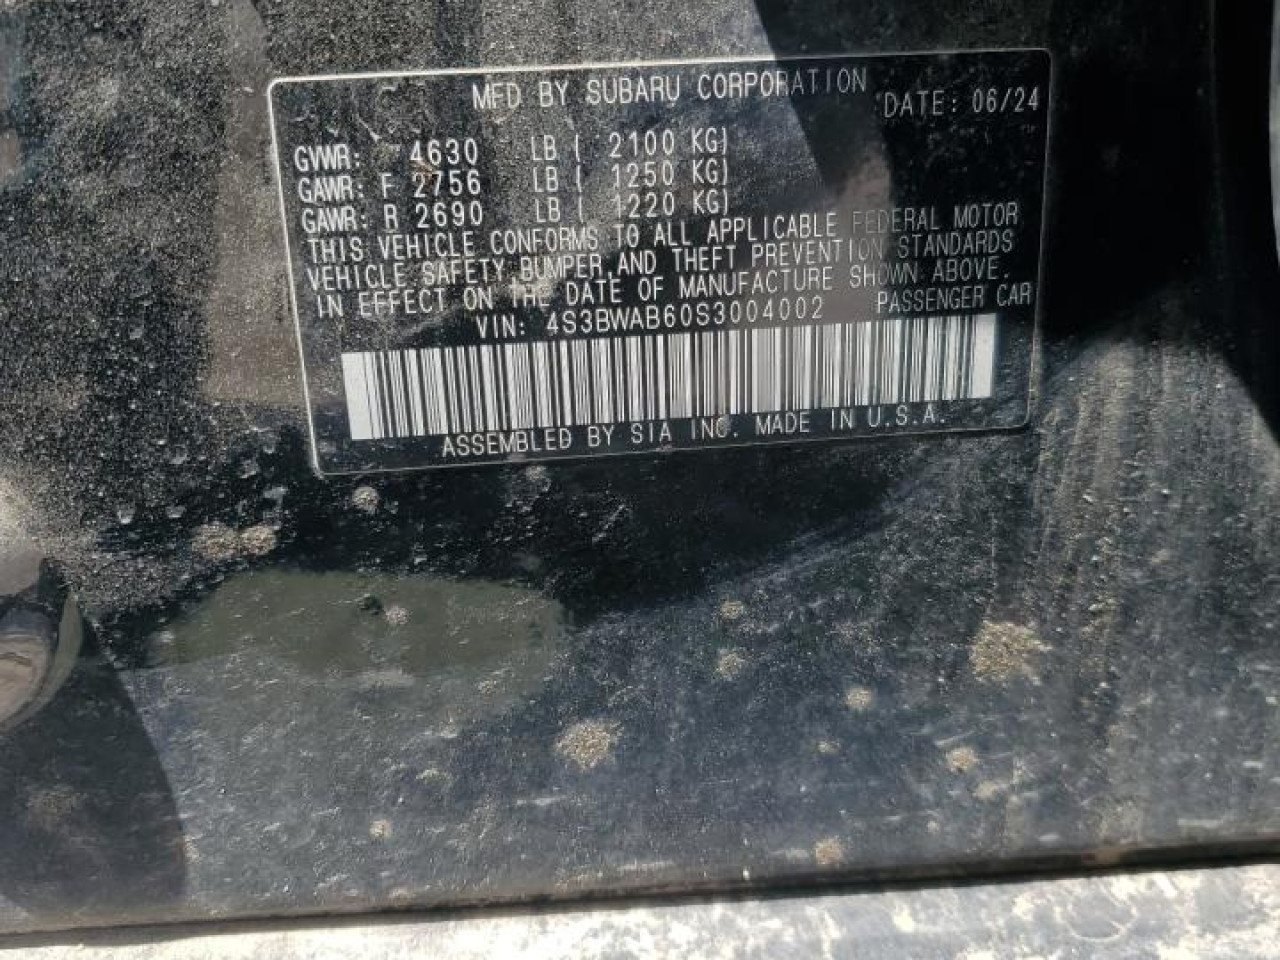 MFD BY SUBARU CORPORATION DATE: 06/24
GVWR: 4630 LB ( 2100 KG)
GAWR: F 2756 LB ( 1250 KG)
GAWR: R 2690 LB ( 1220 KG)
THIS VEHICLE CONFORMS TO ALL APPLICABLE FEDERAL MOTOR
VEHICLE SAFETY, BUMPER, AND THEFT PREVENTION STANDARDS
IN EFFECT ON THE DATE OF MANUFACTURE SHOWN ABOVE.
VIN: 4S3BWAB60S3004002 PASSENGER CAR
ASSEMBLED BY SIA INC. MADE IN U.S.A.